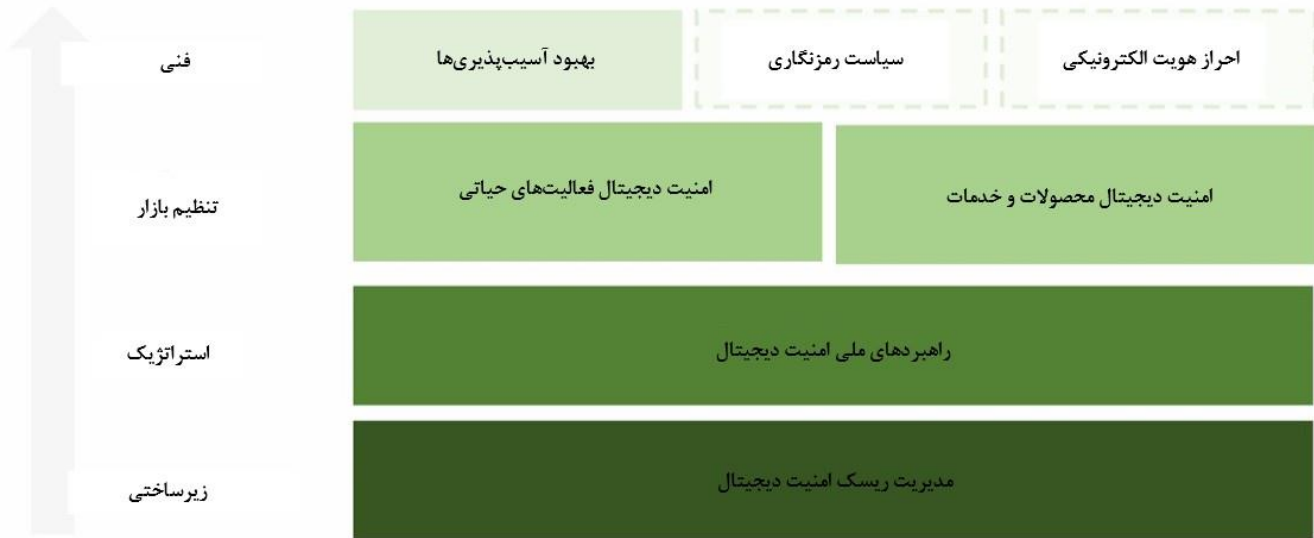 فنی
احراز هویت الکترونیکی
سیاست رمزنگاری
بهبود آسیب‌پذیری‌ها
تنظیم بازار
امنیت دیجیتال محصولات و خدمات
امنیت دیجیتال فعالیت‌های حیاتی
استراتژیک
راهبردهای ملی امنیت دیجیتال
زیرساختی
مدیریت ریسک امنیت دیجیتال